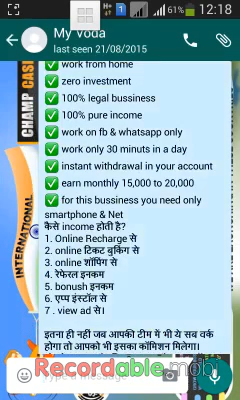 61% 12:18
My Voda
last seen 21/08/2015
work from home
zero investment
100% legal bussiness
100% pure income
work on fb & whatsapp only
work only 30 minuts in a day
instant withdrawal in your account
earn monthly 15,000 to 20,000
for this bussiness you need only
smartphone & Net
कैसे income होती है?
1. Online Recharge से
2. online टिकट बुकिंग से
3. online शॉपिंग से
4. रेफेरल इनकम
5. bonush इनकम
6. एप्प इंस्टॉल से
7 . view ad से।
इतना ही नहीं जब आपकी टीम में भी ये सब वर्क
होगा तो आपको भी इसका कॉमिशन मिलेगा।
CHAMP CASH
INTERNATIONAL
Type a message
Recordable.mobi